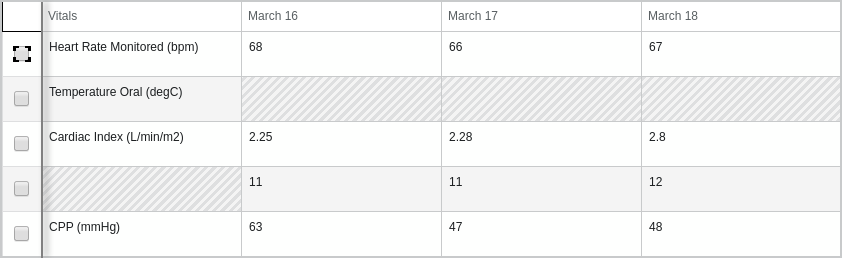 Vitals March 16 March 17 March 18
Heart Rate Monitored (bpm) 68 66 67
Temperature Oral (degC)
Cardiac Index (L/min/m2) 2.25 2.28 2.8
11 11 12
CPP (mmHg) 63 47 48